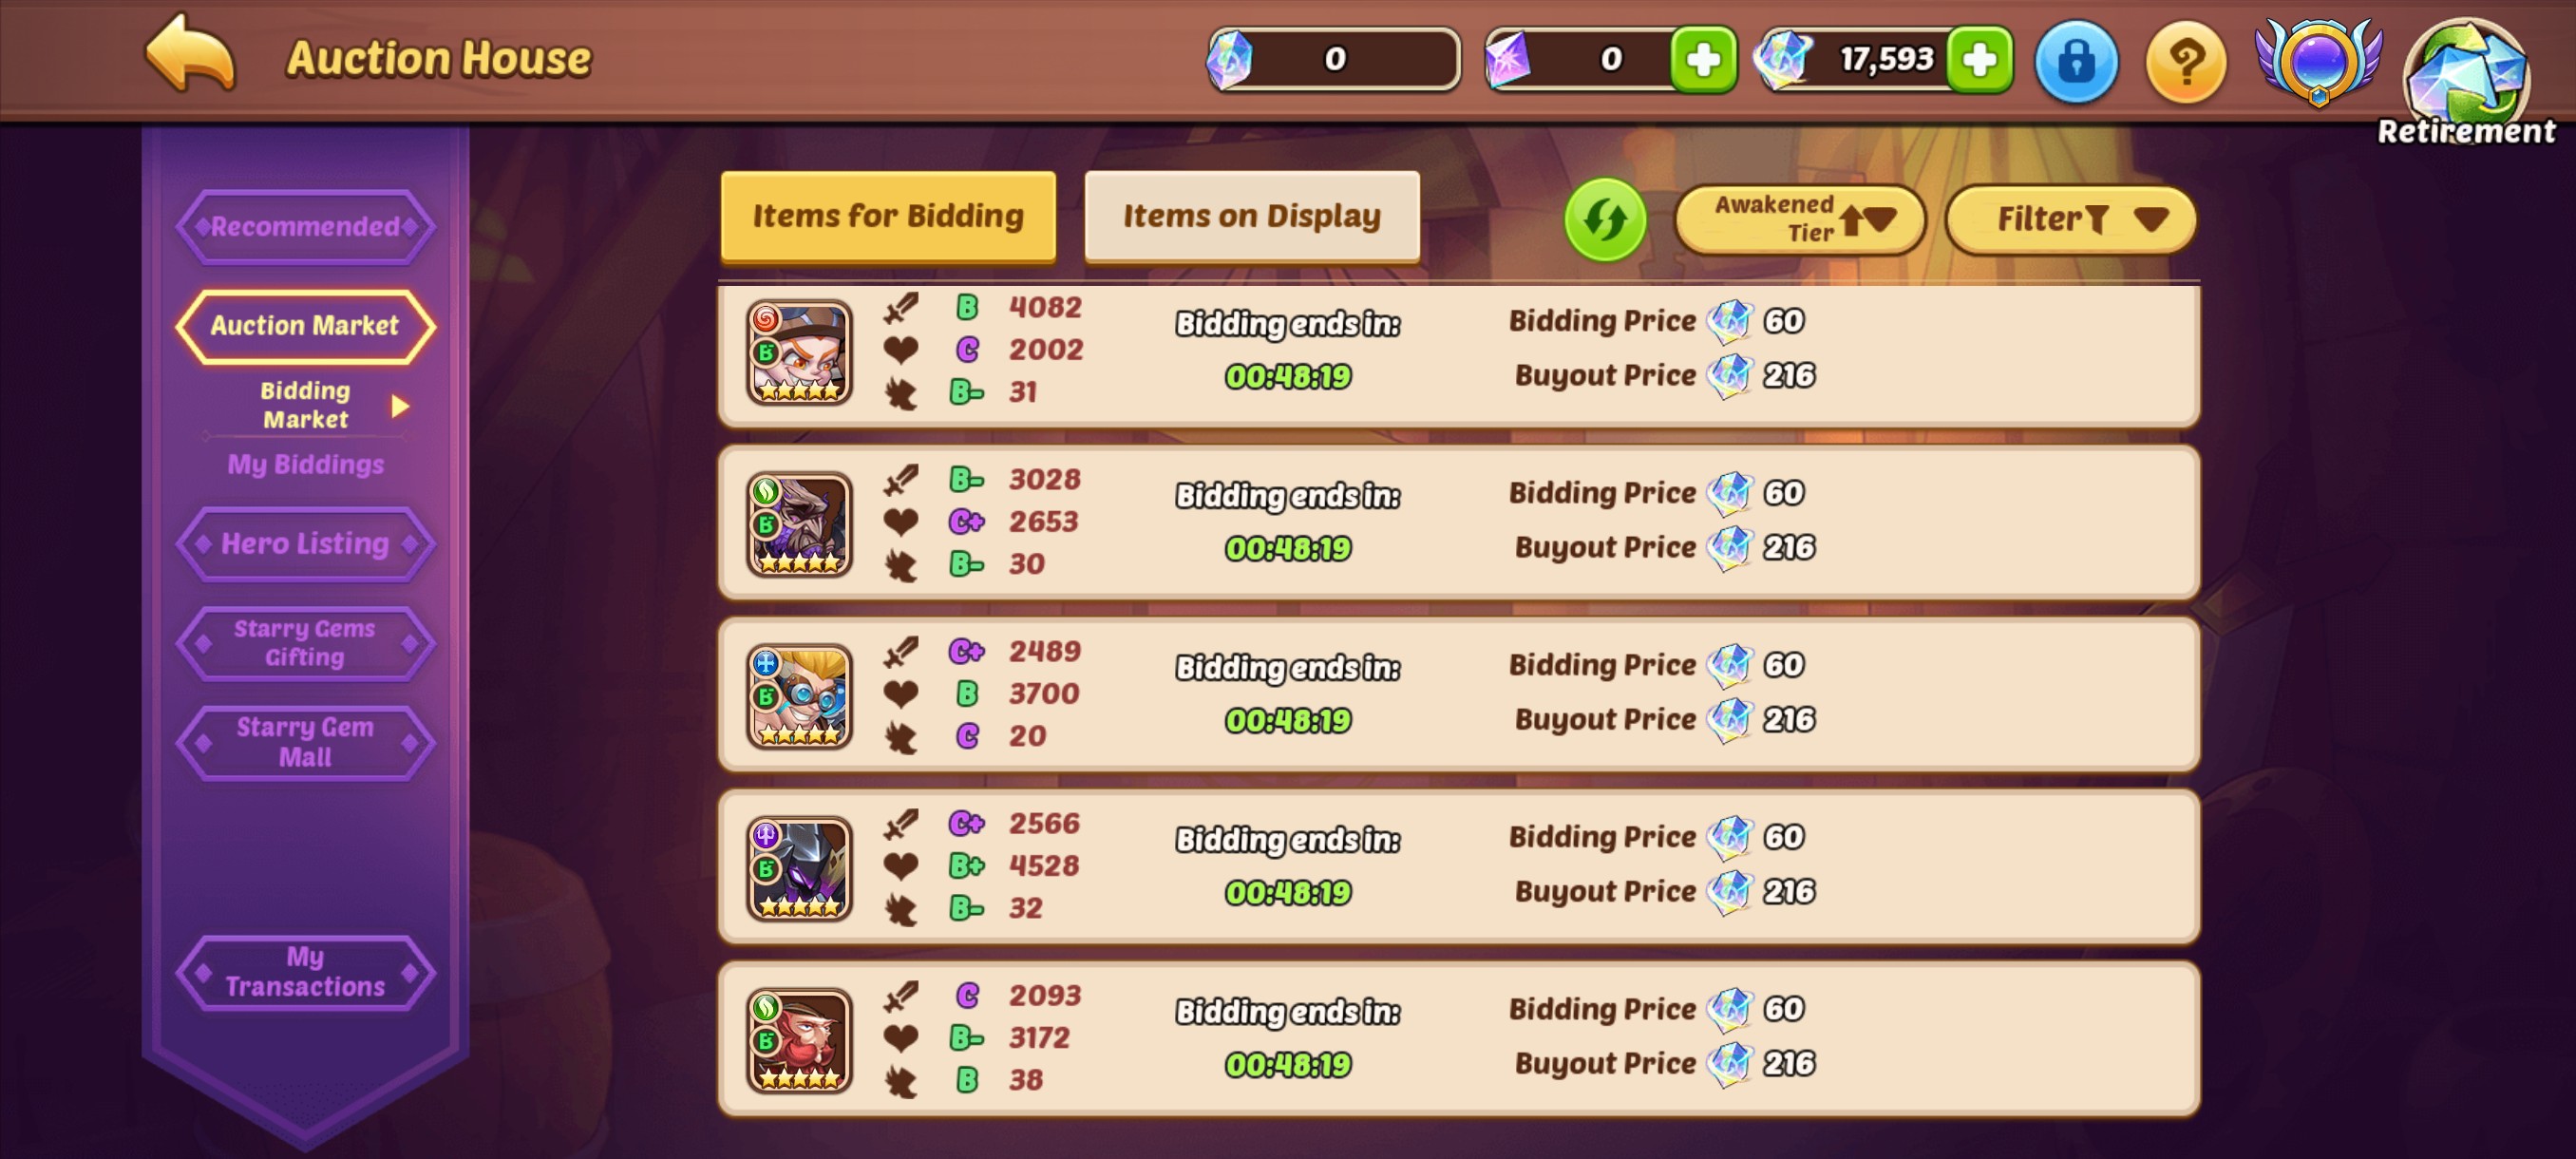 Auction House
0
0
17,593
Retirement
Recommended
Auction Market
Bidding
Market
My Biddings
Hero Listing
Starry Gems
Gifting
Starry Gem
Mall
My
Transactions
Items for Bidding
Items on Display
Awakened
Tier
Filter
B
B 4082
C 2002
B- 31
Bidding ends in:
00:48:19
Bidding Price 60
Buyout Price 216
B
B- 3028
C+ 2653
B- 30
Bidding ends in:
00:48:19
Bidding Price 60
Buyout Price 216
B
C+ 2489
B 3700
C 20
Bidding ends in:
00:48:19
Bidding Price 60
Buyout Price 216
B
C+ 2566
B+ 4528
B- 32
Bidding ends in:
00:48:19
Bidding Price 60
Buyout Price 216
B
C 2093
B- 3172
B 38
Bidding ends in:
00:48:19
Bidding Price 60
Buyout Price 216